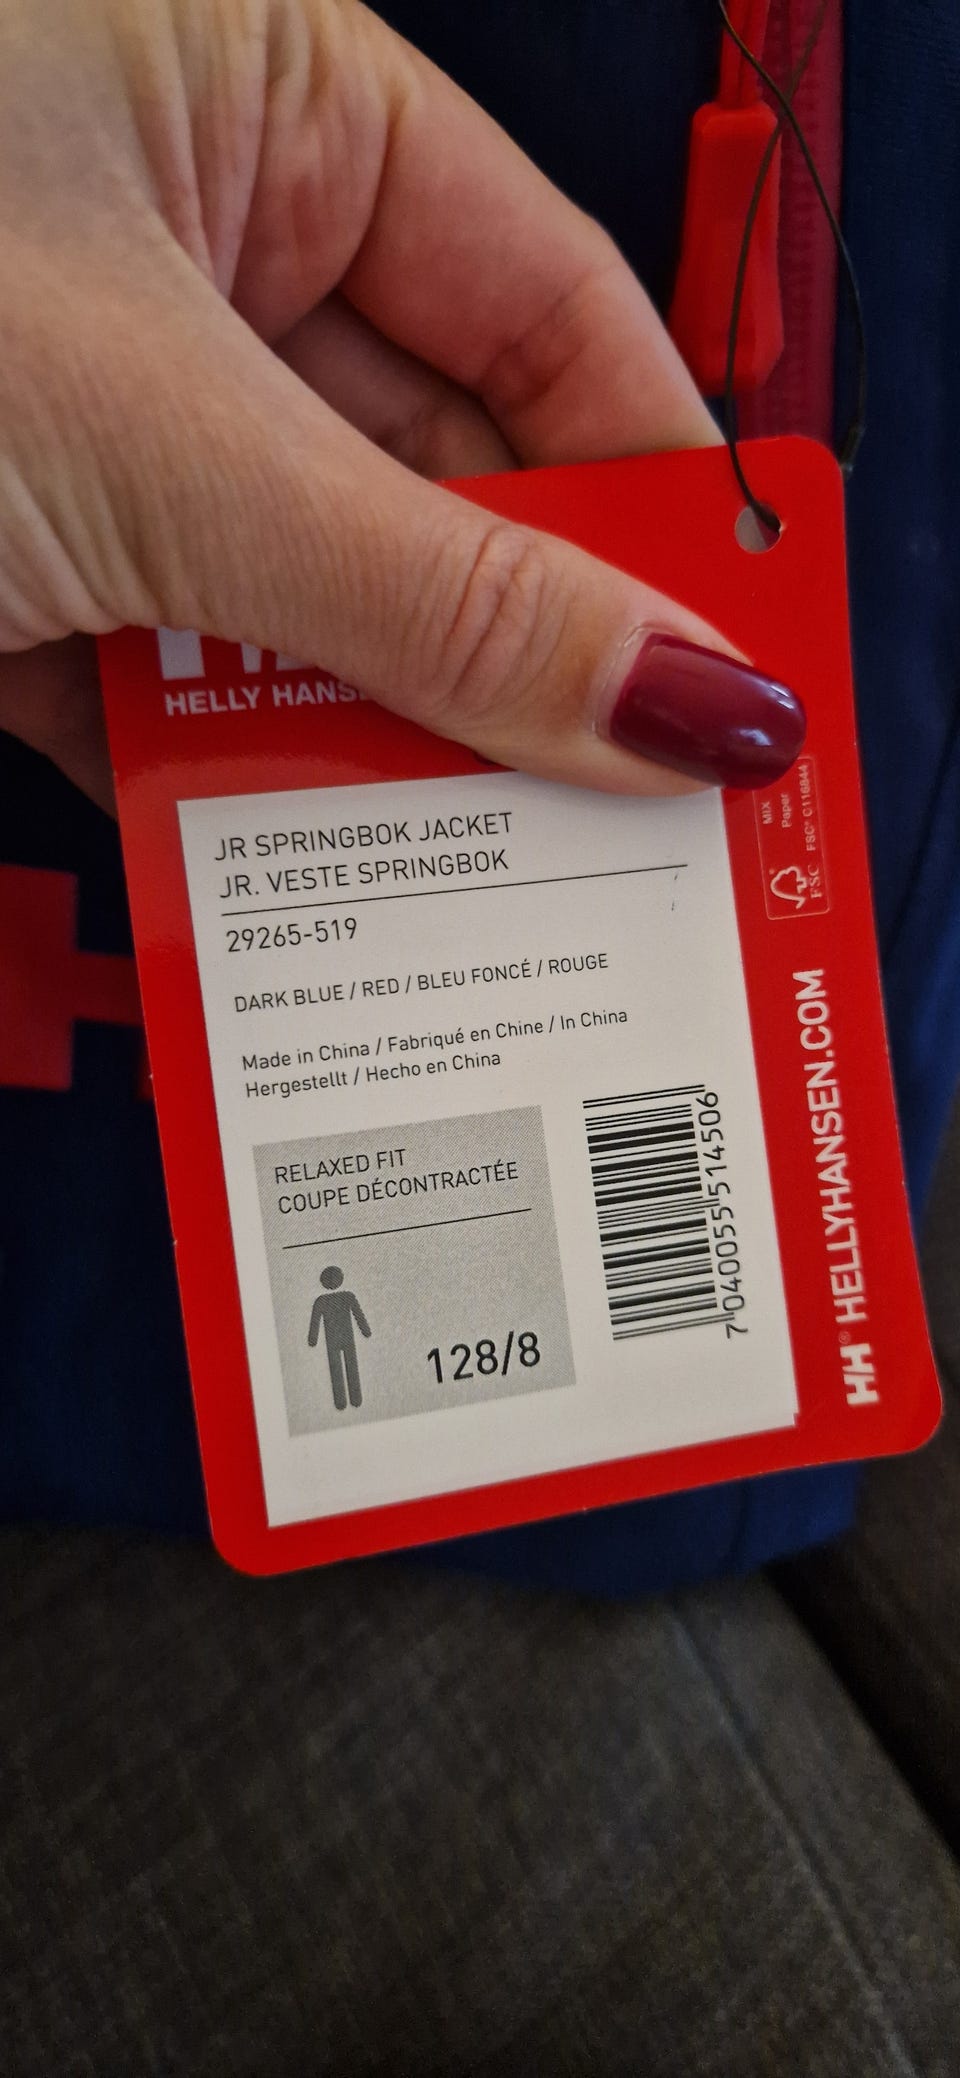 HELLY HANS
JR SPRINGBOK JACKET
JR. VESTE SPRINGBOK
29265-519
DARK BLUE / RED / BLEU FONCÉ / ROUGE
Made in China / Fabriqué en Chine / In China
Hergestellt / Hecho en China
RELAXED FIT
COUPE DÉCONTRACTÉE
128/8
7040055514506
MIX
Paper
FSC® C116844
FSC
HH® HELLYHANSEN.COM